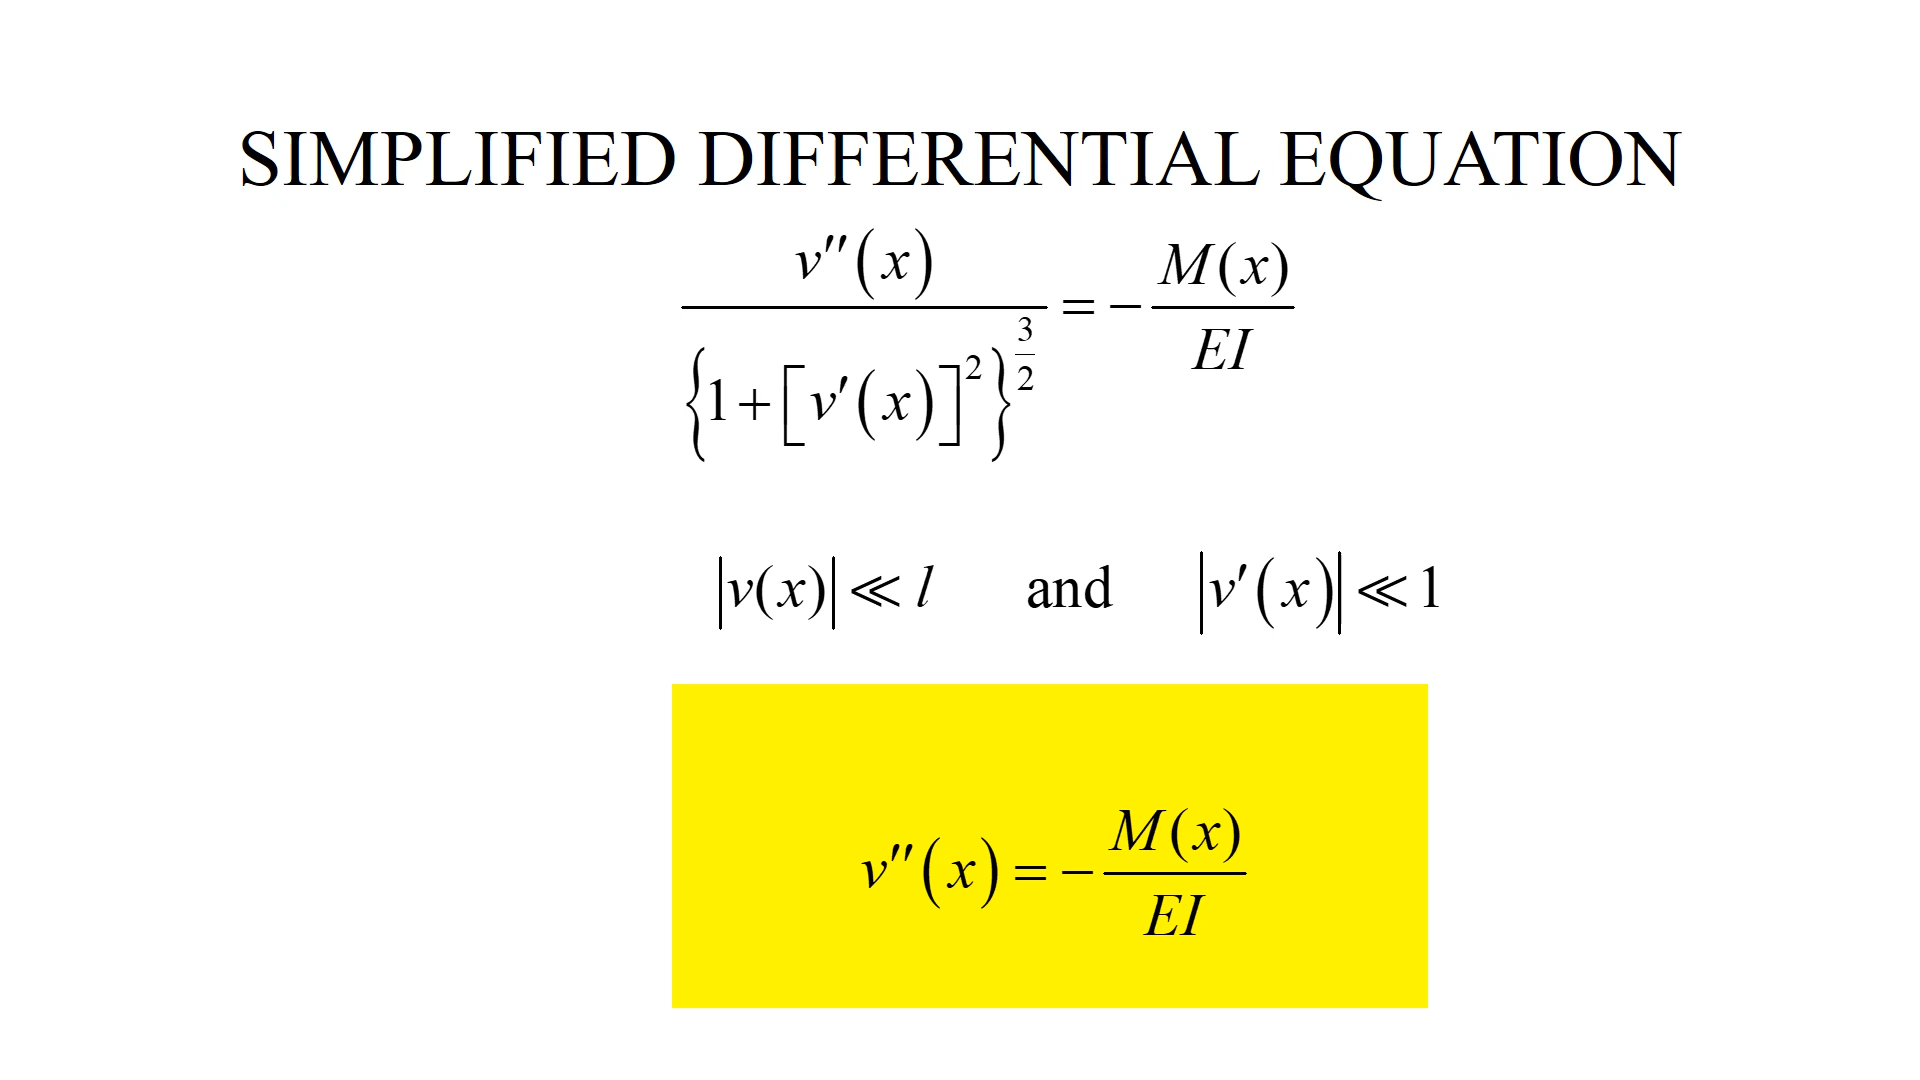 SIMPLIFIED DIFFERENTIAL EQUATION
v″(x) / {1+[v′(x)]²}^(3/2) = − M(x) / EI
|v(x)| ≪ l and |v′(x)| ≪ 1
v″(x) = − M(x) / EI